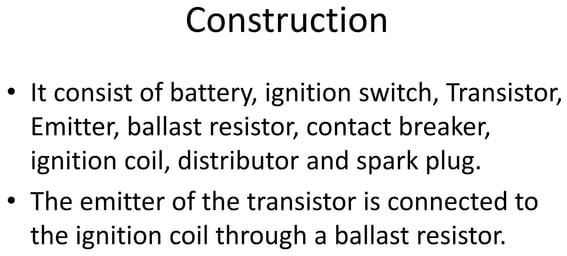 Construction
• It consist of battery, ignition switch, Transistor,
Emitter, ballast resistor, contact breaker,
ignition coil, distributor and spark plug.
• The emitter of the transistor is connected to
the ignition coil through a ballast resistor.